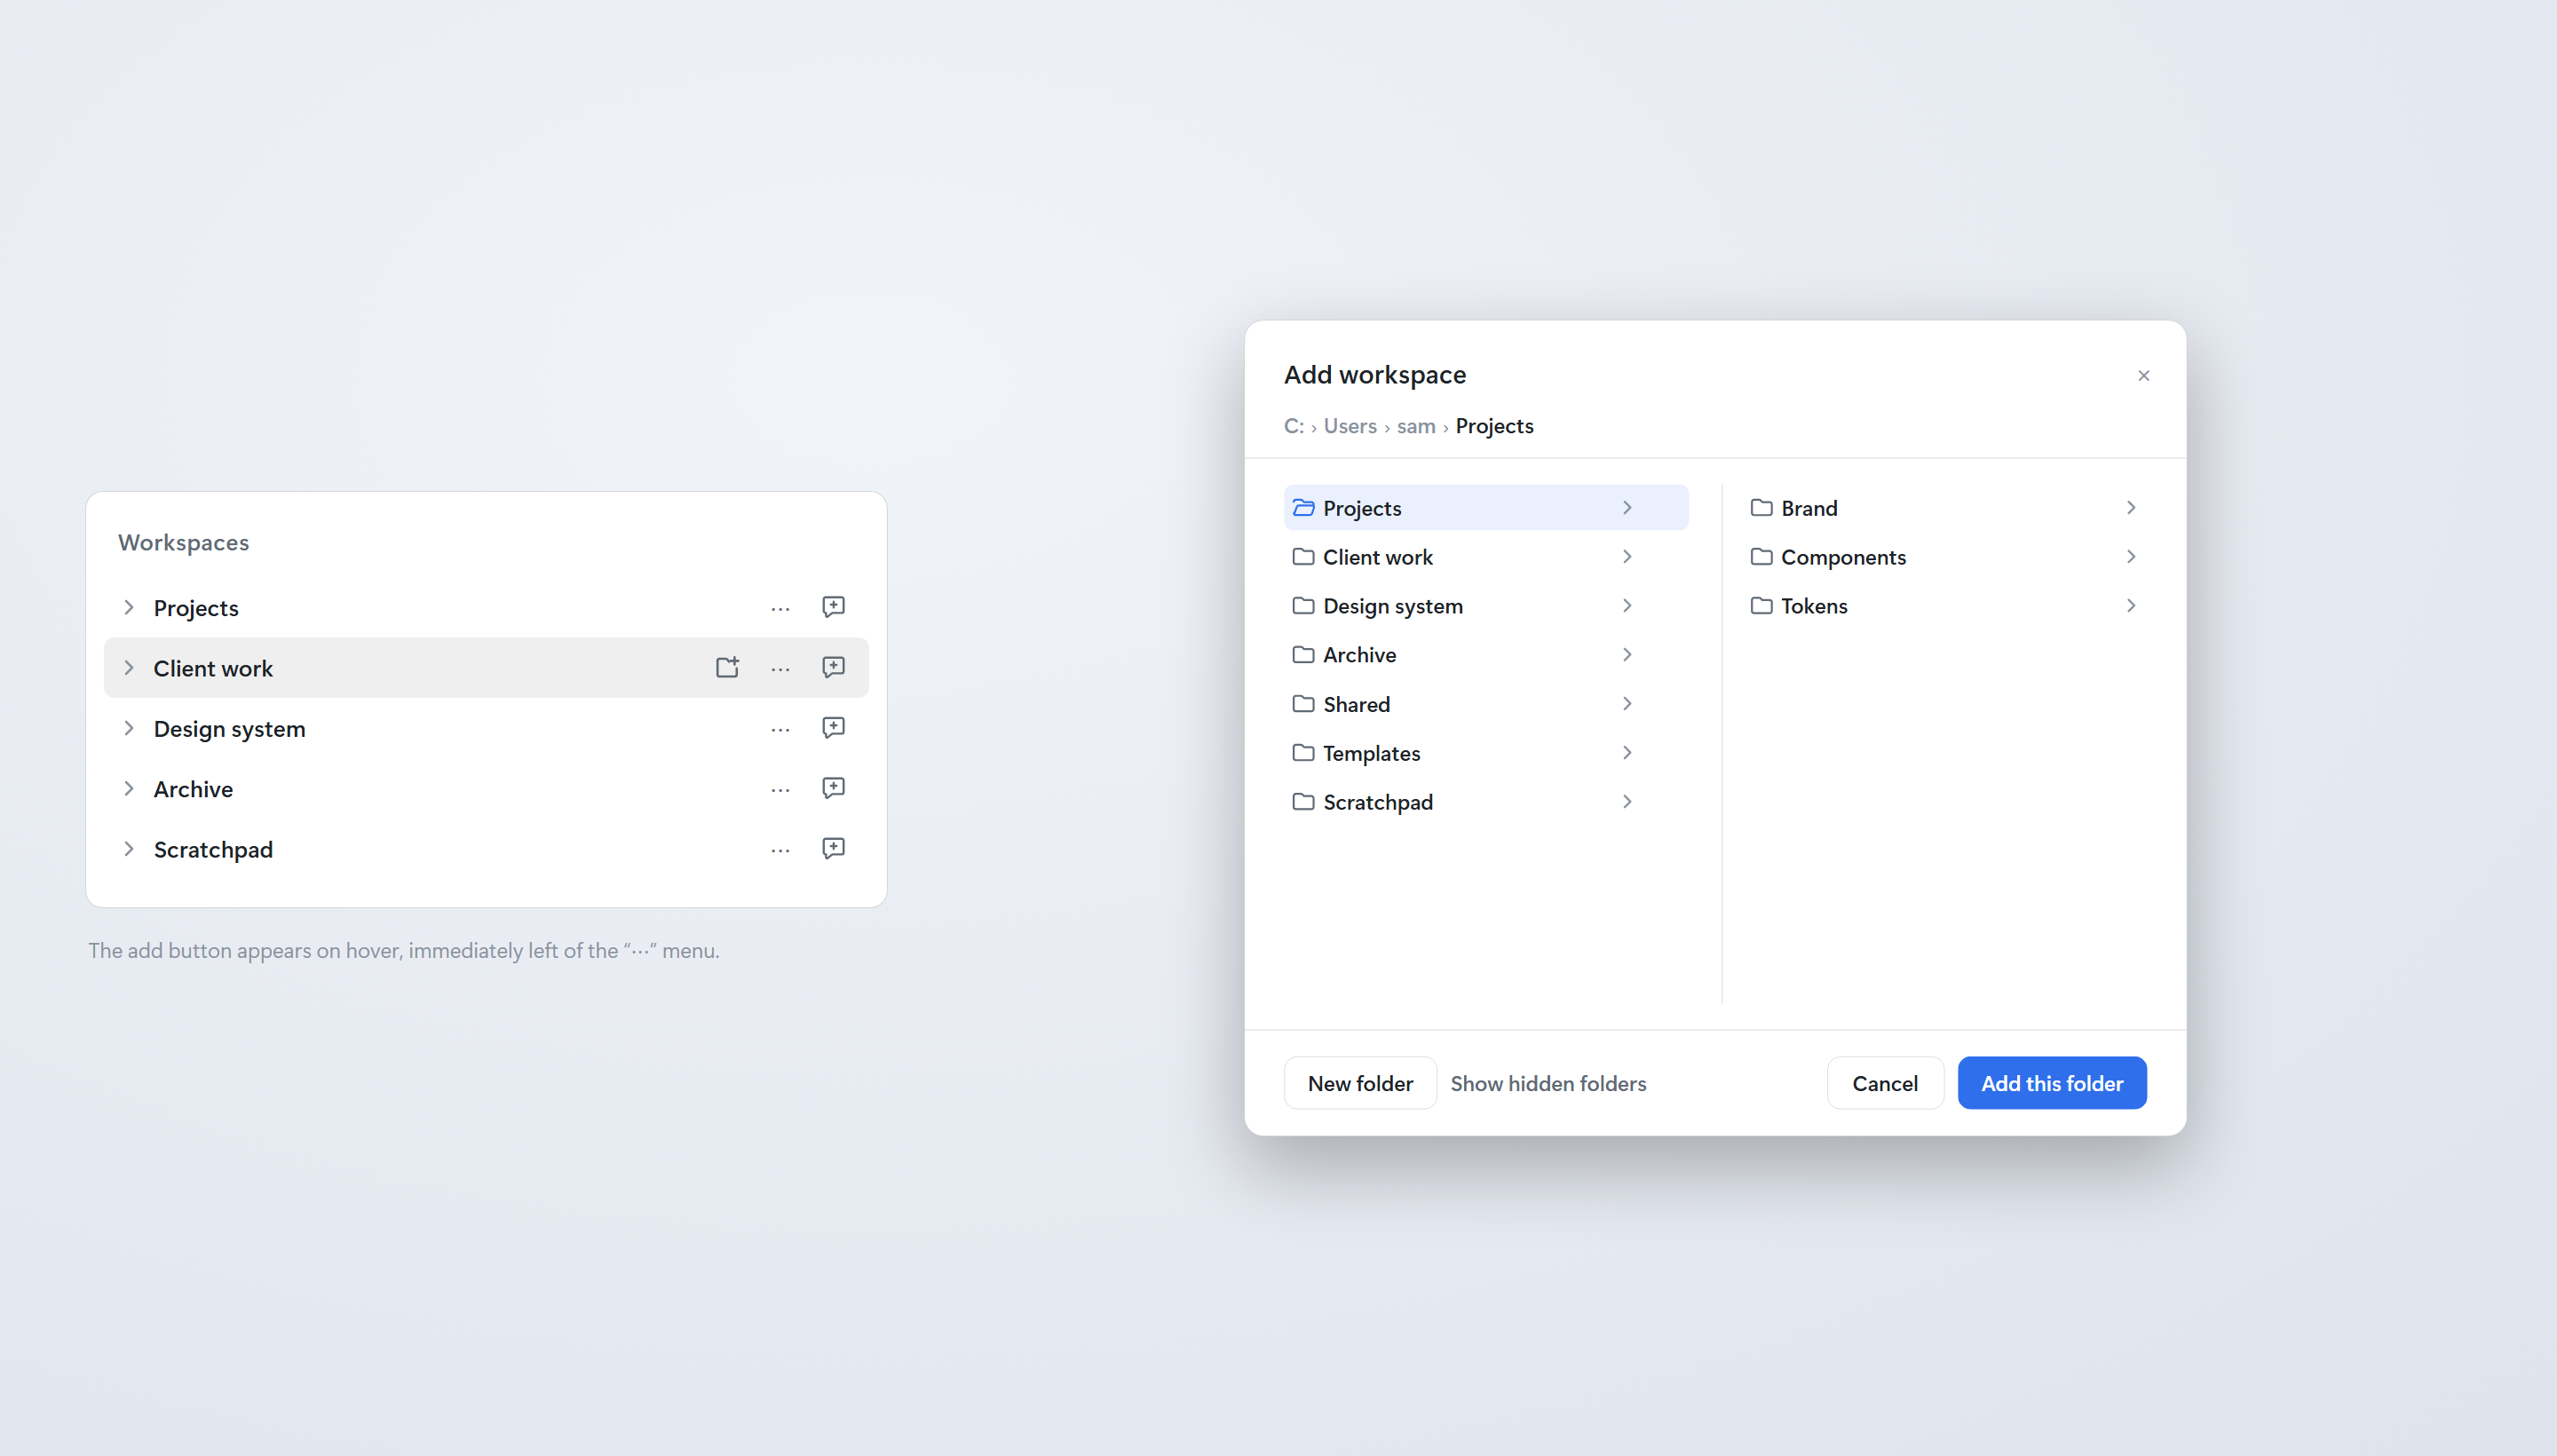 Workspaces
Projects ···
Client work ···
Design system ···
Archive ···
Scratchpad ···
The add button appears on hover, immediately left of the “···” menu.
Add workspace ×
C: › Users › sam › Projects
Projects
Client work
Design system
Archive
Shared
Templates
Scratchpad
Brand
Components
Tokens
New folder Show hidden folders Cancel Add this folder